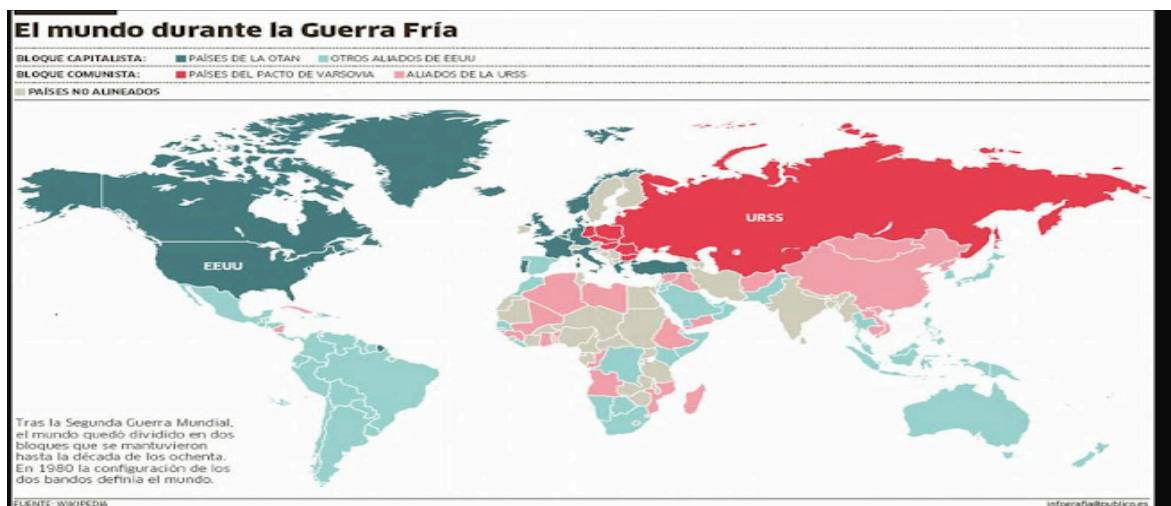 El mundo durante la Guerra Fría
BLOQUE CAPITALISTA: PAÍSES DE LA OTAN OTROS ALIADOS DE EEUU
BLOQUE COMUNISTA: PAÍSES DEL PACTO DE VARSOVIA ALIADOS DE LA URSS
PAÍSES NO ALINEADOS
URSS
EEUU
Tras la Segunda Guerra Mundial,
el mundo quedó dividido en dos
bloques que se mantuvieron
hasta la década de los ochenta.
En 1980 la configuración de los
dos bandos definía el mundo.
FUENTE: WIKIPEDIA infografia@publico.es